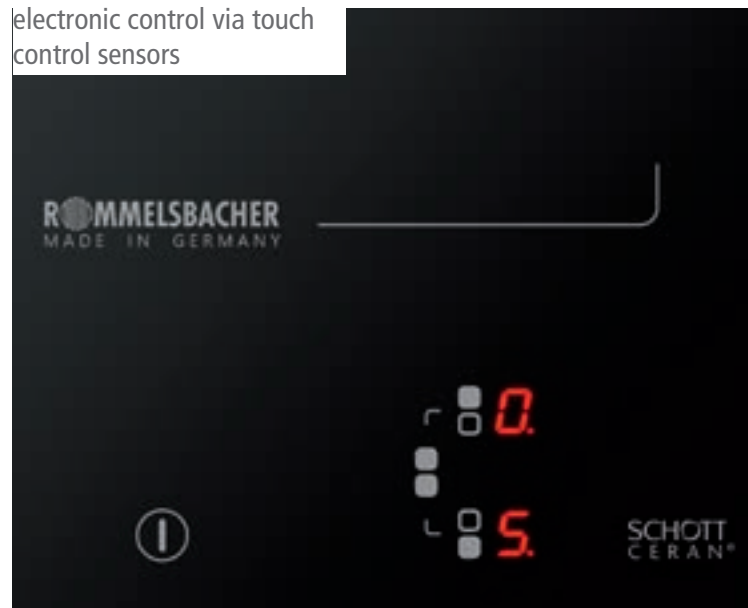 electronic control via touch
control sensors
ROMMELSBACHER
MADE IN GERMANY
0.
5.
SCHOTT
CERAN®